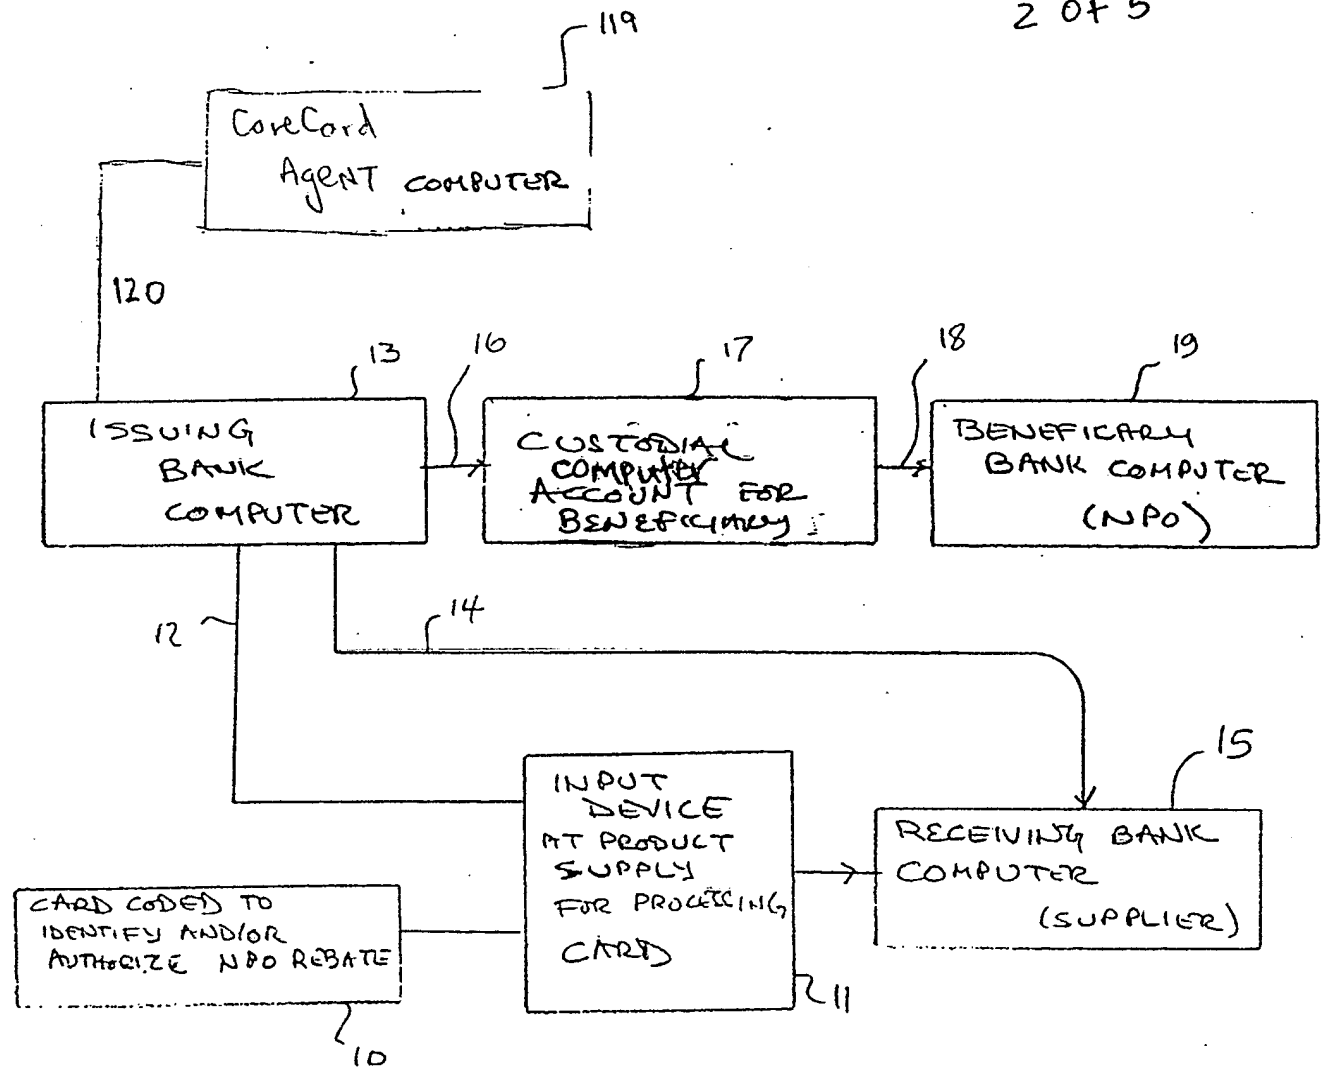 2 of 5
119
CareCard
Agent COMPUTER
120
13
16
17
18
19
ISSUING
BANK
COMPUTER
CUSTODIAL
COMPUTER
ACCOUNT FOR
BENEFICIARY
BENEFICARY
BANK COMPUTER
(NPO)
12
14
15
INPUT
DEVICE
AT PRODUCT
SUPPLY
FOR PROCESSING
CARD
RECEIVING BANK
COMPUTER
(SUPPLIER)
CARD CODED TO
IDENTIFY AND/OR
AUTHORIZE NPO REBATE
11
10